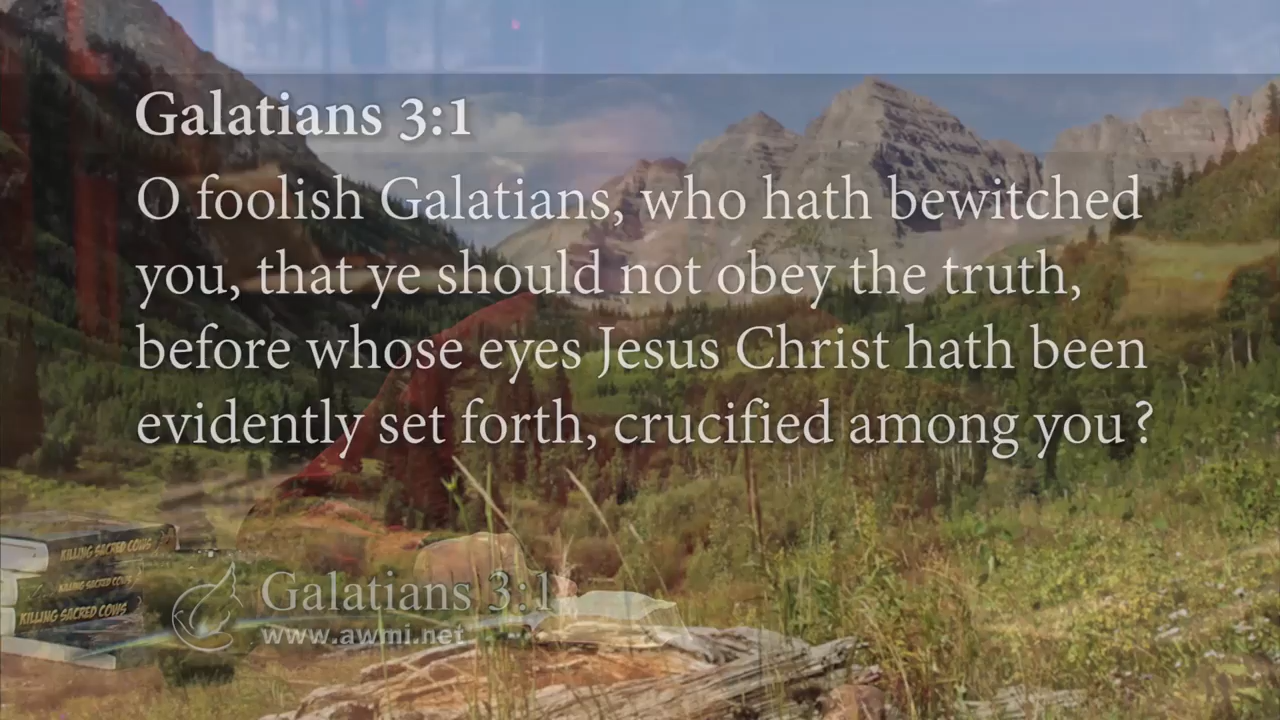 Galatians 3:1
O foolish Galatians, who hath bewitched
you, that ye should not obey the truth,
before whose eyes Jesus Christ hath been
evidently set forth, crucified among you?
KILLING SACRED COWS
KILLING SACRED COWS
KILLING SACRED COWS
Galatians 3:1
www.awmi.net